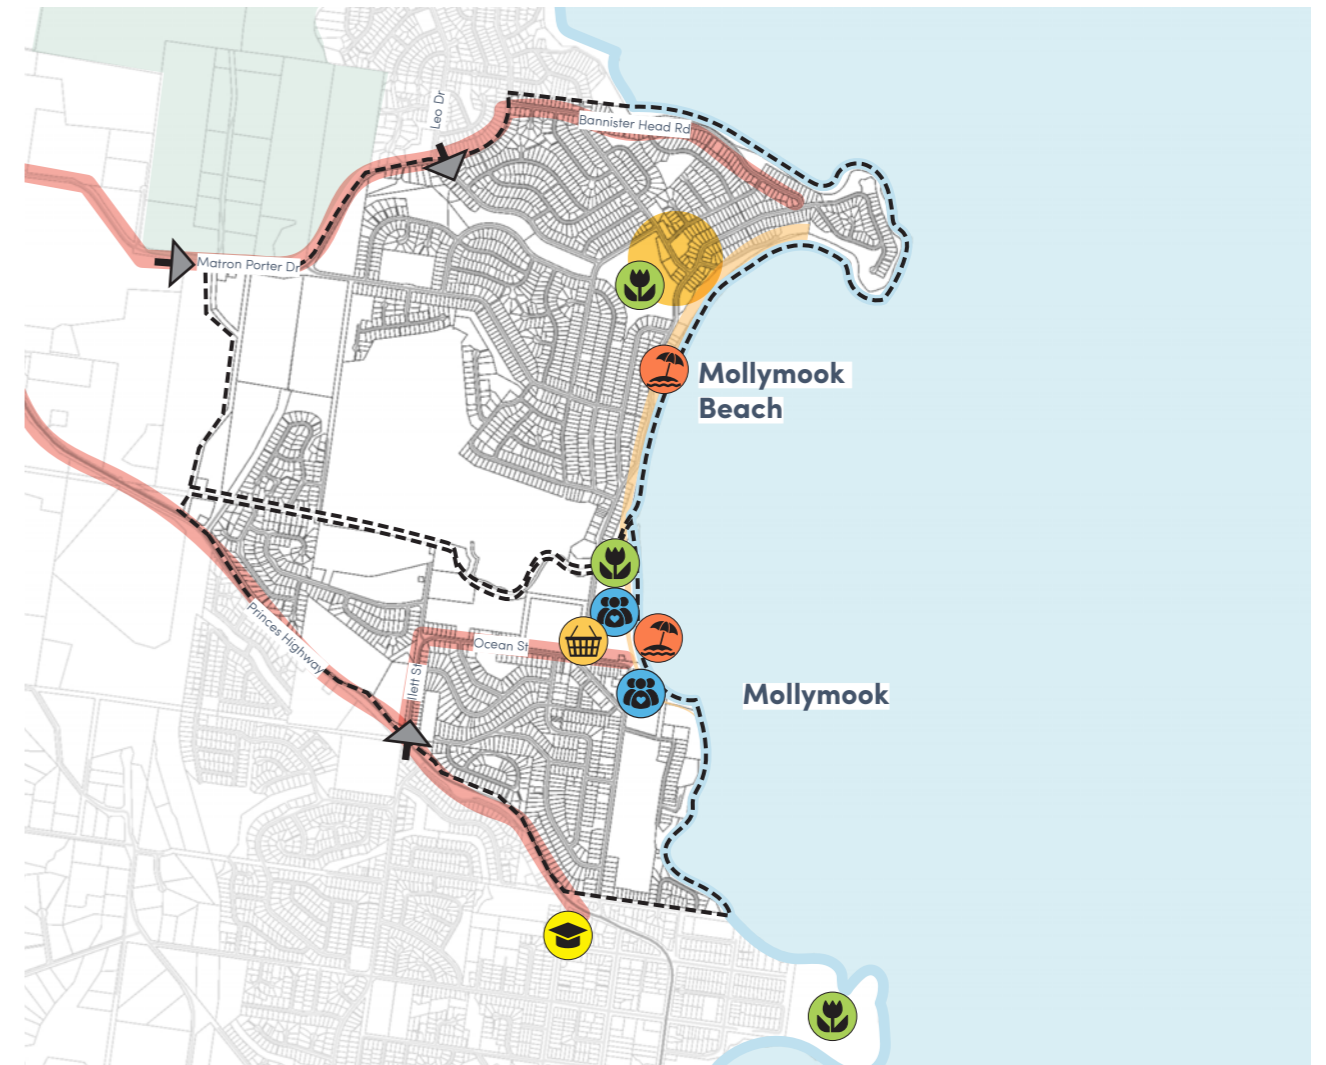 Leo Dr
Bannister Head Rd
Matron Porter Dr
Mollymook
Beach
Princes Highway
Ocean St
llett St
Mollymook